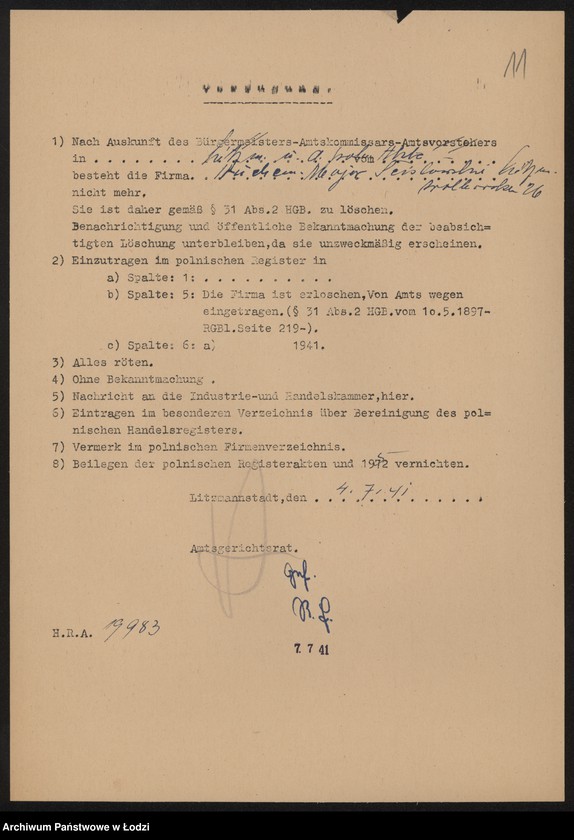 11
Verfügung.
1) Nach Auskunft des Bürgermeisters-Amtskommissars-Amtsvorstehers
in . . . . . . . . vom
besteht die Firma. . Major
nicht mehr.
Sie ist daher gemäß § 31 Abs.2 HGB. zu löschen.
Benachrichtigung und öffentliche Bekanntmachung der beabsich=
tigten Löschung unterbleiben,da sie unzweckmäßig erscheinen.
2) Einzutragen im polnischen Register in
a) Spalte: 1: . . . . . . . . . . .
b) Spalte: 5: Die Firma ist erloschen,Von Amts wegen
eingetragen.(§ 31 Abs.2 HGB.vom 1o.5.1897-
RGBl.Seite 219-).
c) Spalte: 6: a) 1941.
3) Alles röten.
4) Ohne Bekanntmachung .
5) Nachricht an die Industrie-und Handelskammer,hier.
6) Eintragen im besonderen Verzeichnis über Bereinigung des pol=
nischen Handelsregisters.
7) Vermerk im polnischen Firmenverzeichnis.
8) Beilegen der polnischen Registerakten und vernichten.
Litzmannstadt,den 4.7.41
Amtsgerichtsrat.
Gef.
7. 7 41
H.R.A. 19983
Archiwum Państwowe w Łodzi